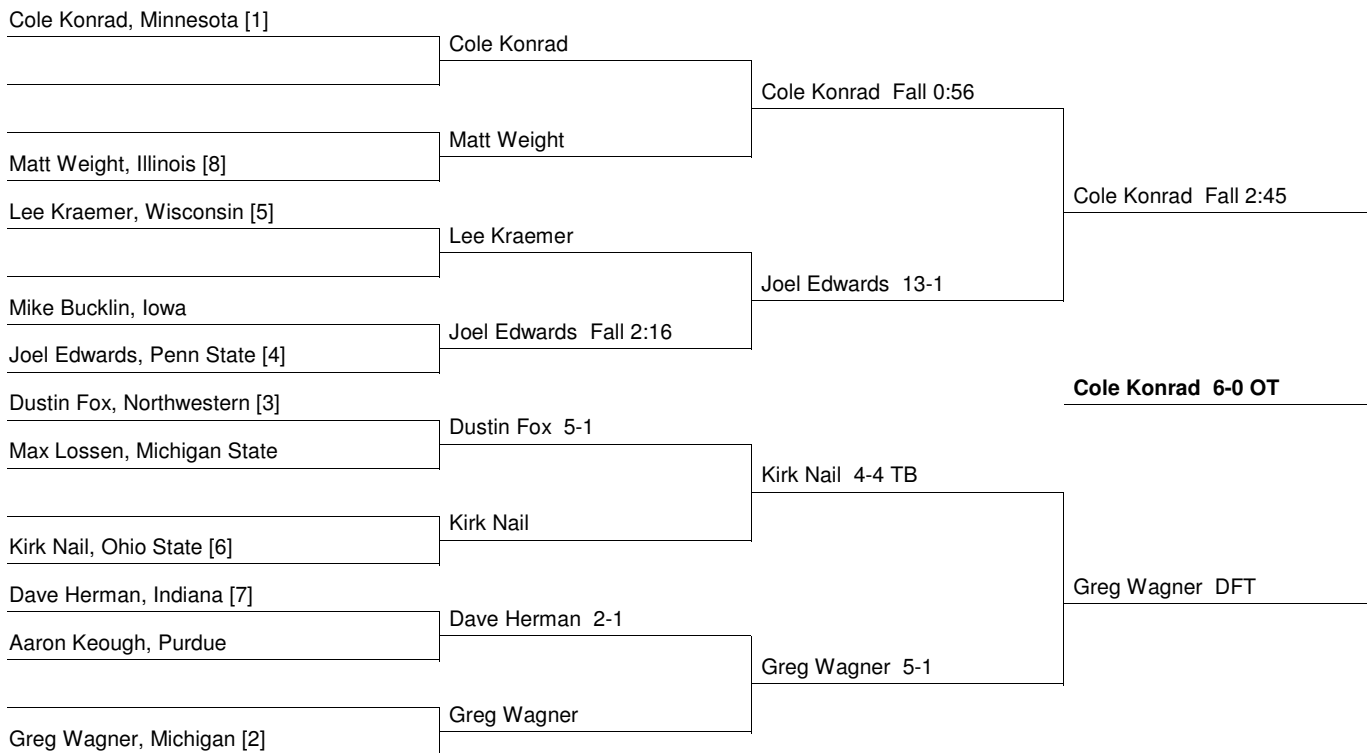 Cole Konrad, Minnesota [1]
Cole Konrad
Cole Konrad Fall 0:56
Matt Weight
Matt Weight, Illinois [8]
Cole Konrad Fall 2:45
Lee Kraemer, Wisconsin [5]
Lee Kraemer
Joel Edwards 13-1
Mike Bucklin, Iowa
Joel Edwards Fall 2:16
Joel Edwards, Penn State [4]
Cole Konrad 6-0 OT
Dustin Fox, Northwestern [3]
Dustin Fox 5-1
Max Lossen, Michigan State
Kirk Nail 4-4 TB
Kirk Nail
Kirk Nail, Ohio State [6]
Greg Wagner DFT
Dave Herman, Indiana [7]
Dave Herman 2-1
Aaron Keough, Purdue
Greg Wagner 5-1
Greg Wagner
Greg Wagner, Michigan [2]